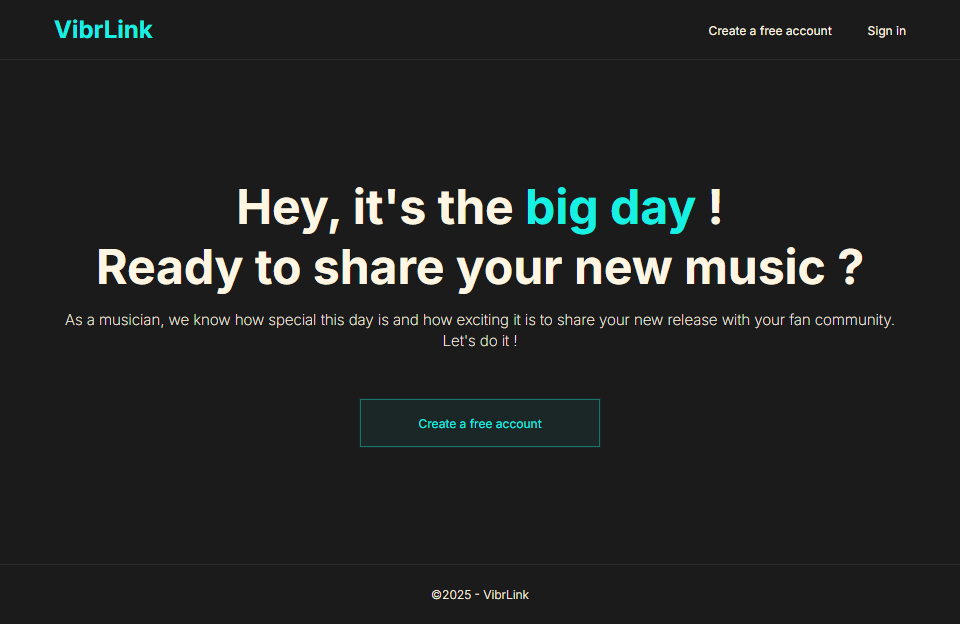 VibrLink
Create a free account
Sign in
Hey, it's the big day !
Ready to share your new music ?
As a musician, we know how special this day is and how exciting it is to share your new release with your fan community.
Let's do it !
Create a free account
©2025 - VibrLink